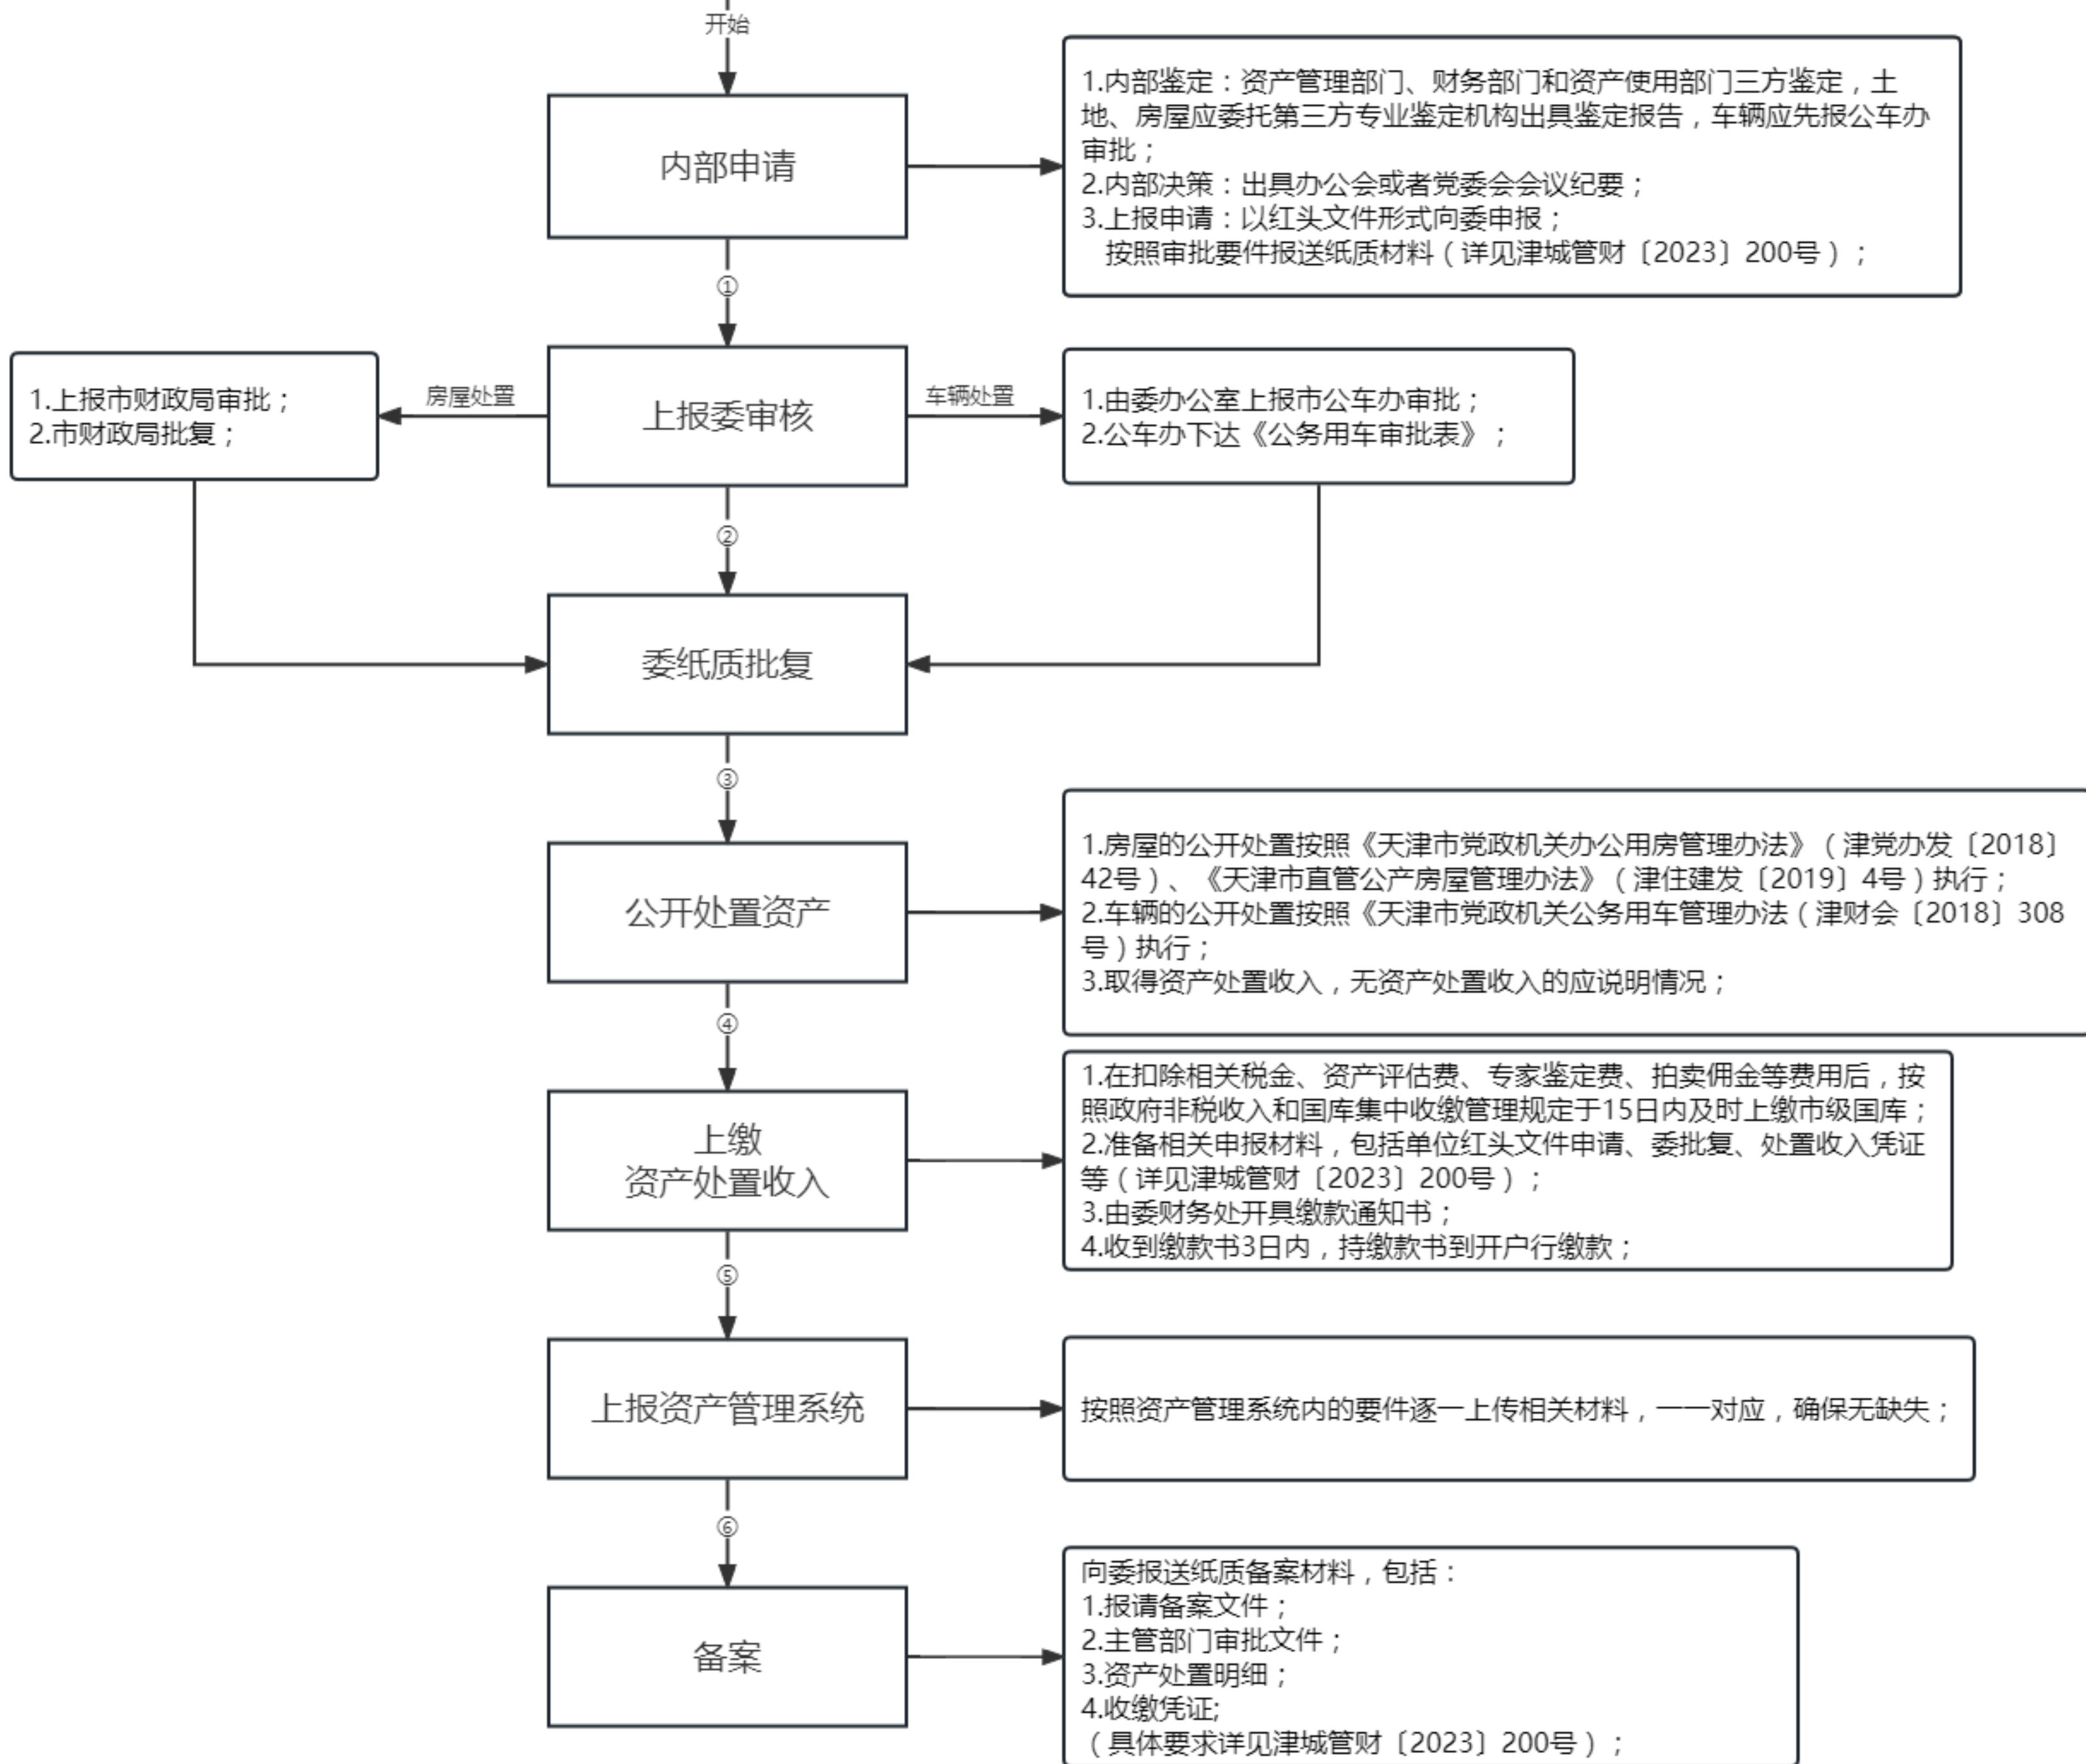 开始
内部申请
1.内部鉴定：资产管理部门、财务部门和资产使用部门三方鉴定，土
地、房屋应委托第三方专业鉴定机构出具鉴定报告，车辆应先报公车办
审批；
2.内部决策：出具办公会或者党委会会议纪要；
3.上报申请：以红头文件形式向委申报；
按照审批要件报送纸质材料（详见津城管财〔2023〕200号）；
①
1.上报市财政局审批；
2.市财政局批复；
房屋处置
上报委审核
车辆处置
1.由委办公室上报市公车办审批；
2.公车办下达《公务用车审批表》；
②
委纸质批复
③
公开处置资产
1.房屋的公开处置按照《天津市党政机关办公用房管理办法》（津党办发〔2018〕
42号）、《天津市直管公产房屋管理办法》（津住建发〔2019〕4号）执行；
2.车辆的公开处置按照《天津市党政机关公务用车管理办法（津财会〔2018〕308
号）执行；
3.取得资产处置收入，无资产处置收入的应说明情况；
④
上缴
资产处置收入
1.在扣除相关税金、资产评估费、专家鉴定费、拍卖佣金等费用后，按
照政府非税收入和国库集中收缴管理规定于15日内及时上缴市级国库；
2.准备相关申报材料，包括单位红头文件申请、委批复、处置收入凭证
等（详见津城管财〔2023〕200号）；
3.由委财务处开具缴款通知书；
4.收到缴款书3日内，持缴款书到开户行缴款；
⑤
上报资产管理系统
按照资产管理系统内的要件逐一上传相关材料，一一对应，确保无缺失；
⑥
备案
向委报送纸质备案材料，包括：
1.报请备案文件；
2.主管部门审批文件；
3.资产处置明细；
4.收缴凭证;
（具体要求详见津城管财〔2023〕200号）；